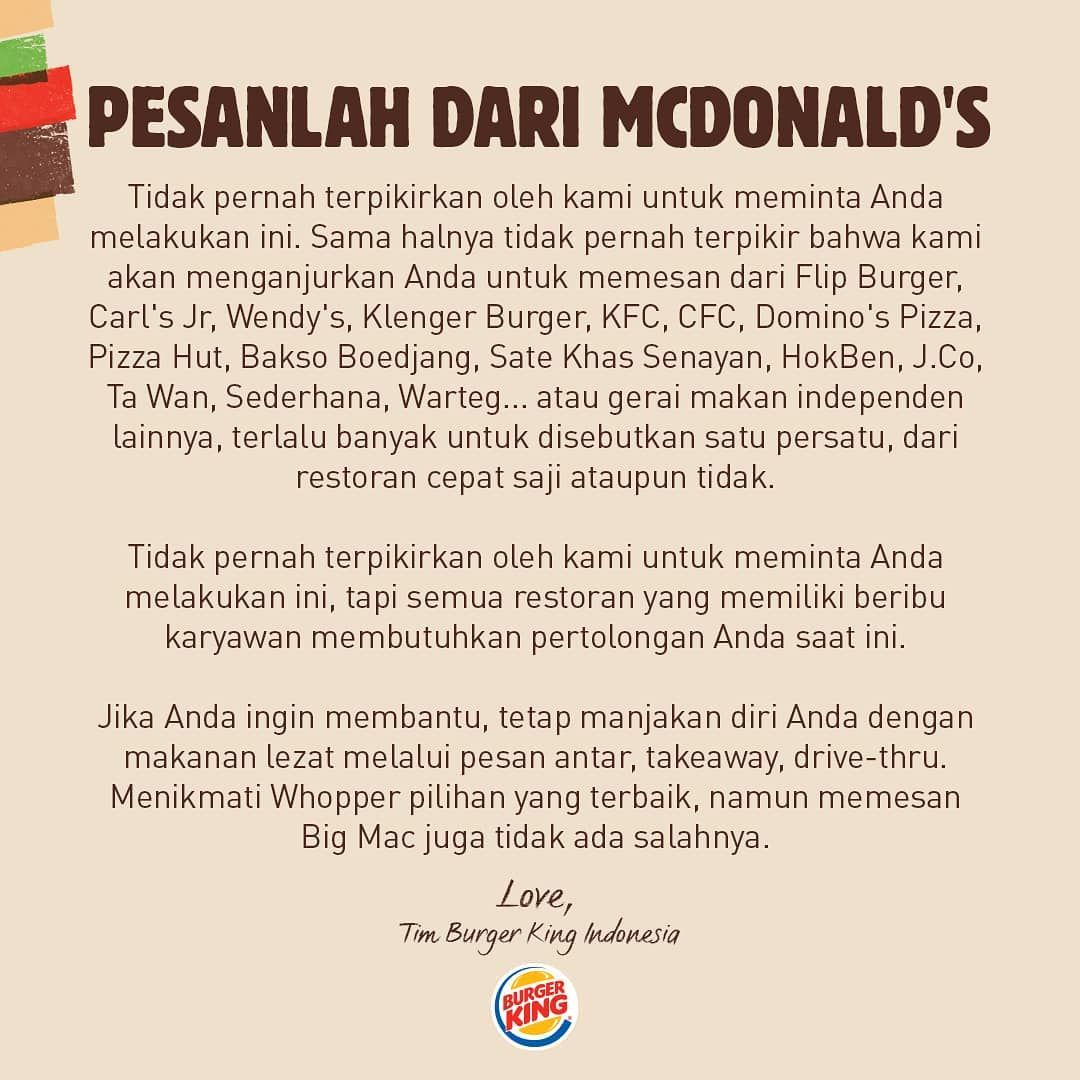 PESANLAH DARI MCDONALD'S
Tidak pernah terpikirkan oleh kami untuk meminta Anda
melakukan ini. Sama halnya tidak pernah terpikir bahwa kami
akan menganjurkan Anda untuk memesan dari Flip Burger,
Carl's Jr, Wendy's, Klenger Burger, KFC, CFC, Domino's Pizza,
Pizza Hut, Bakso Boedjang, Sate Khas Senayan, HokBen, J.Co,
Ta Wan, Sederhana, Warteg... atau gerai makan independen
lainnya, terlalu banyak untuk disebutkan satu persatu, dari
restoran cepat saji ataupun tidak.
Tidak pernah terpikirkan oleh kami untuk meminta Anda
melakukan ini, tapi semua restoran yang memiliki beribu
karyawan membutuhkan pertolongan Anda saat ini.
Jika Anda ingin membantu, tetap manjakan diri Anda dengan
makanan lezat melalui pesan antar, takeaway, drive-thru.
Menikmati Whopper pilihan yang terbaik, namun memesan
Big Mac juga tidak ada salahnya.
Love,
Tim Burger King Indonesia
BURGER
KING